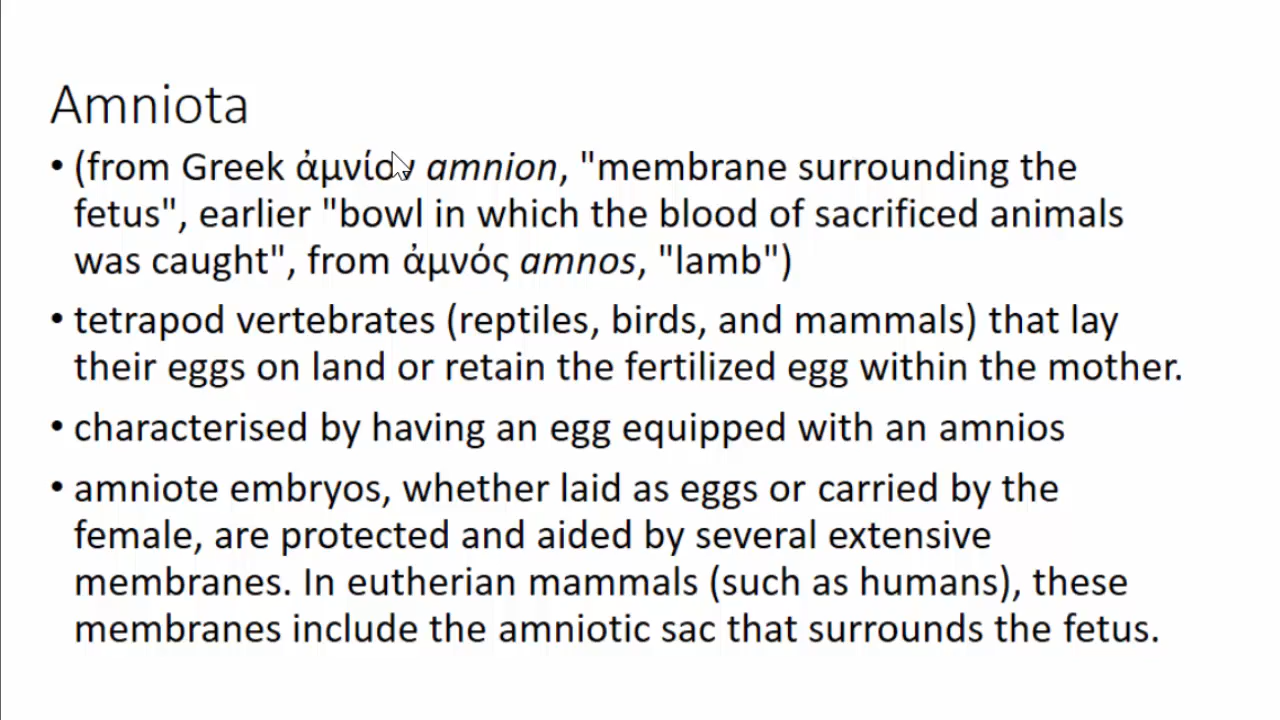 Amniota
• (from Greek ἀμνίον amnion, "membrane surrounding the
fetus", earlier "bowl in which the blood of sacrificed animals
was caught", from ἀμνός amnos, "lamb")
• tetrapod vertebrates (reptiles, birds, and mammals) that lay
their eggs on land or retain the fertilized egg within the mother.
• characterised by having an egg equipped with an amnios
• amniote embryos, whether laid as eggs or carried by the
female, are protected and aided by several extensive
membranes. In eutherian mammals (such as humans), these
membranes include the amniotic sac that surrounds the fetus.